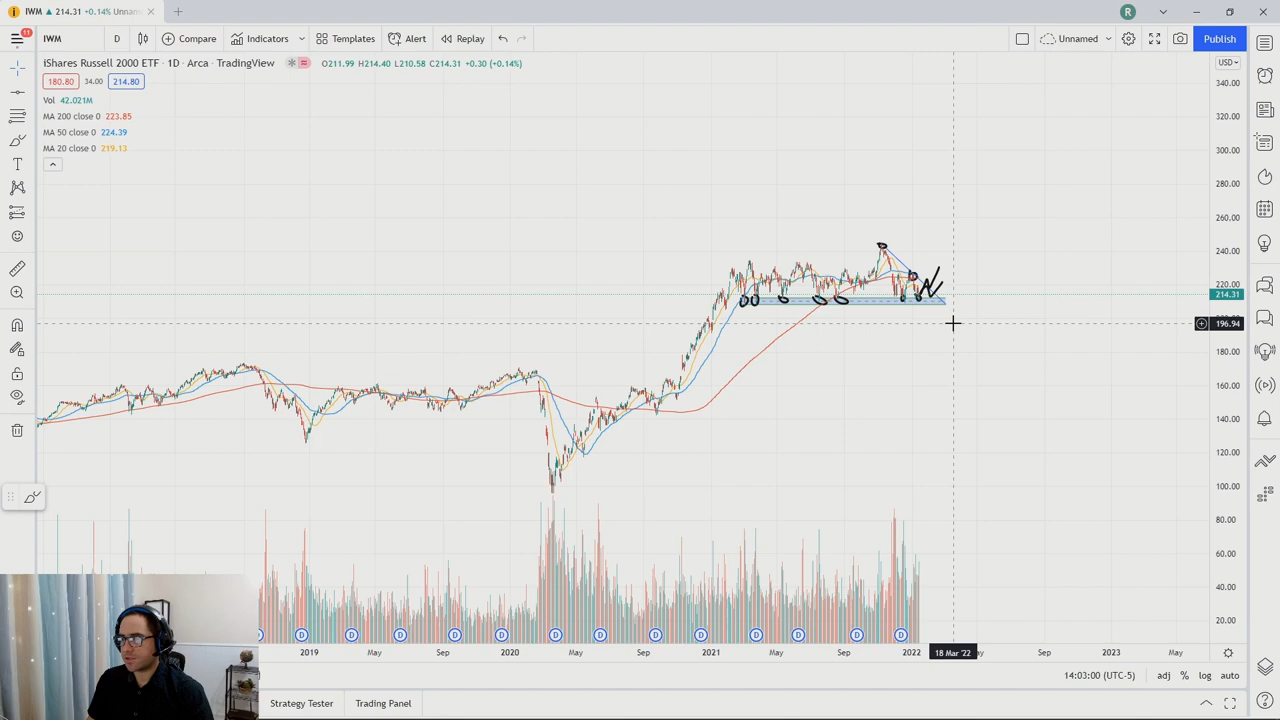 IWM ▲ 214.31 +0.14% Unnam
R
11
IWM D Compare Indicators Templates Alert Replay Unnamed Publish
iShares Russell 2000 ETF · 1D · Arca · TradingView O211.99 H214.40 L210.58 C214.31 +0.30 (+0.14%)
USD
180.80 34.00 214.80
Vol 42.021M
MA 200 close 0 223.85
MA 50 close 0 224.39
MA 20 close 0 219.13
340.00
320.00
300.00
280.00
260.00
240.00
220.00
214.31
196.94
180.00
160.00
140.00
120.00
100.00
80.00
60.00
40.00
20.00
D D D D D D D D D D D D
2019 May Sep 2020 May Sep 2021 May Sep 2022 18 Mar '22 Sep 2023 May
14:03:00 (UTC-5) adj % log auto
Strategy Tester Trading Panel